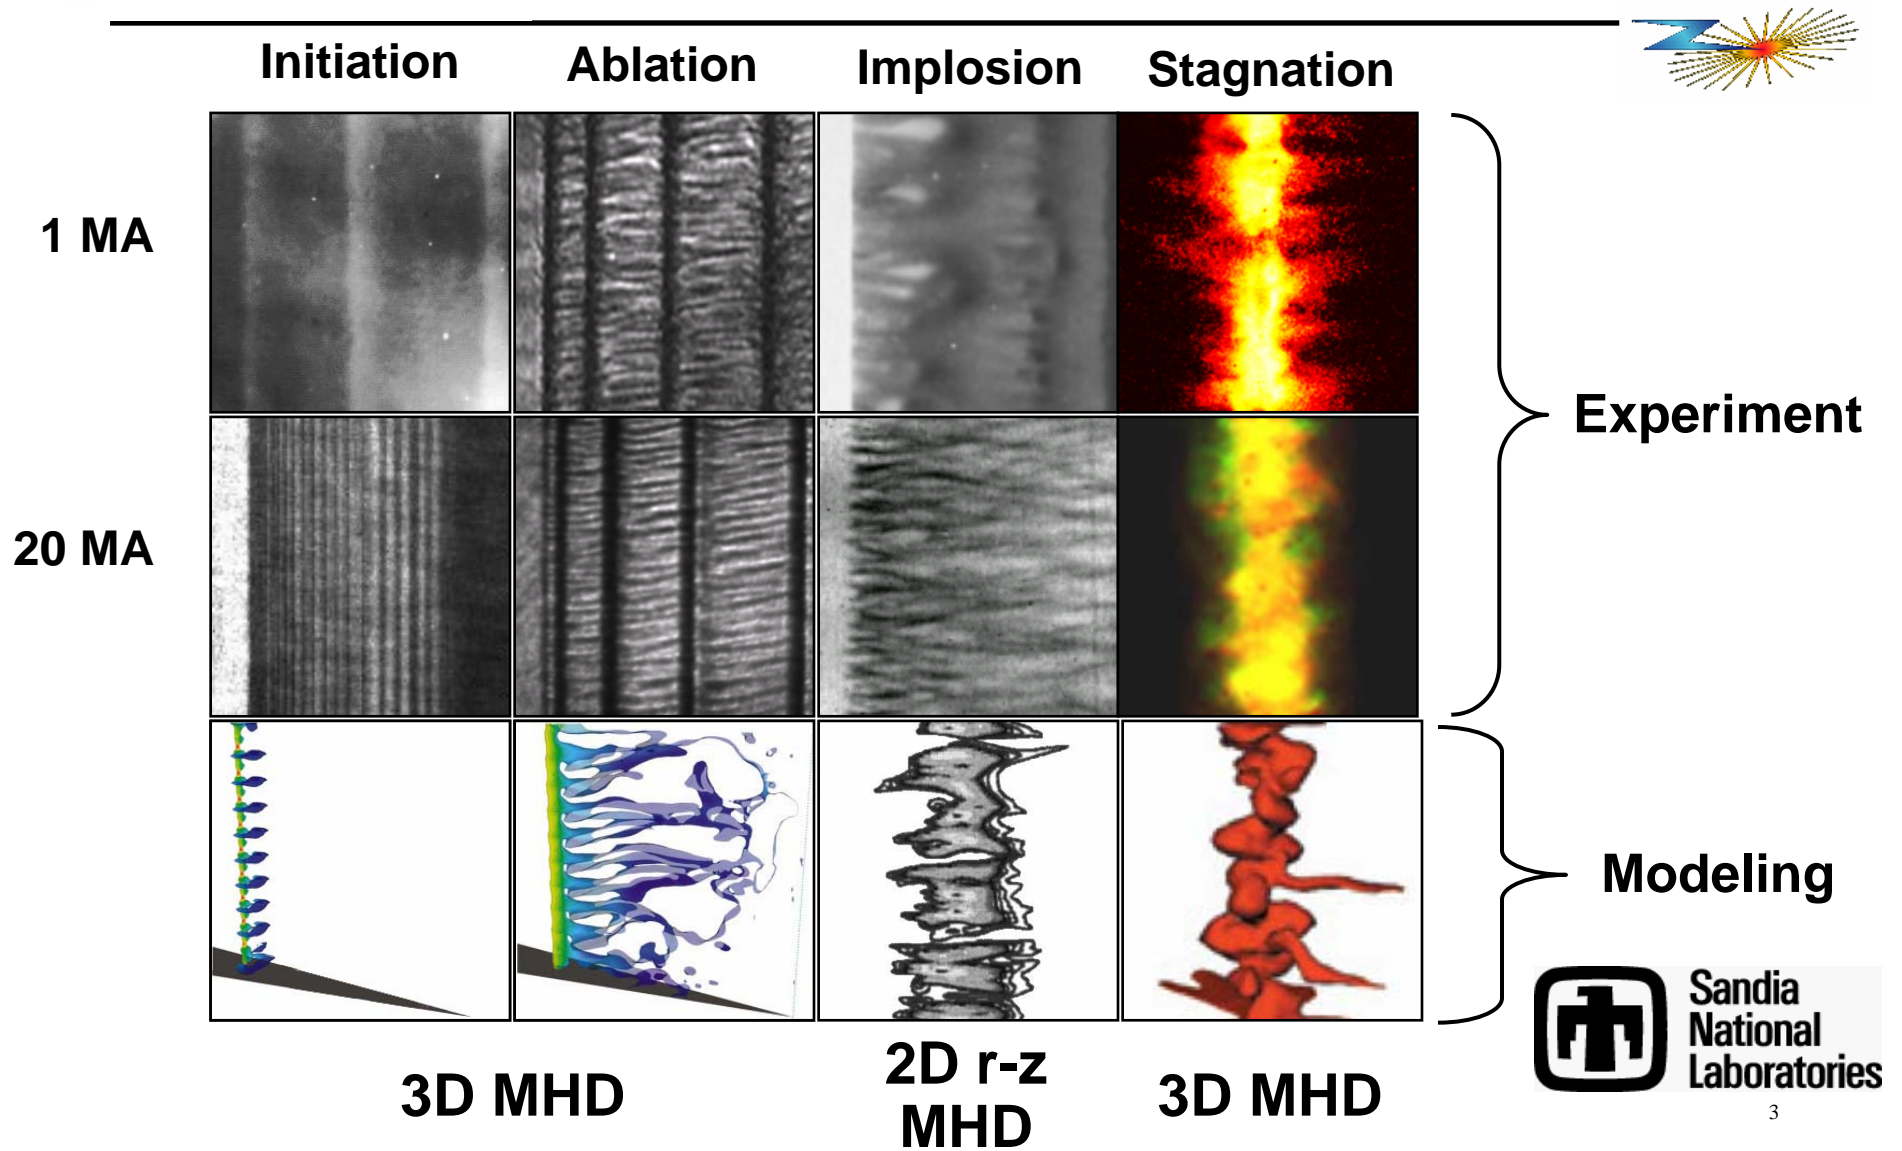 Initiation
Ablation
Implosion
Stagnation
1 MA
20 MA
Experiment
Modeling
3D MHD
2D r-z
MHD
3D MHD
Sandia
National
Laboratories
3